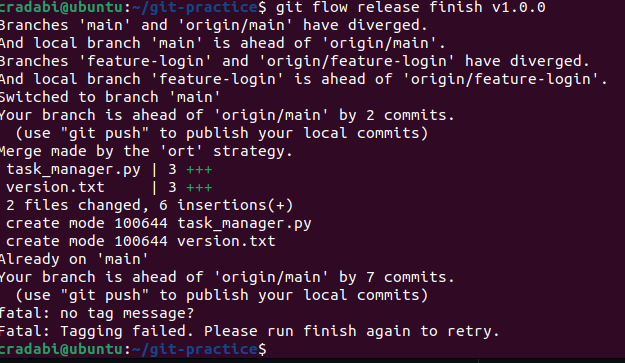 cradabi@ubuntu:~/git-practice$ git flow release finish v1.0.0
Branches 'main' and 'origin/main' have diverged.
And local branch 'main' is ahead of 'origin/main'.
Branches 'feature-login' and 'origin/feature-login' have diverged.
And local branch 'feature-login' is ahead of 'origin/feature-login'.
Switched to branch 'main'
Your branch is ahead of 'origin/main' by 2 commits.
  (use "git push" to publish your local commits)
Merge made by the 'ort' strategy.
 task_manager.py | 3 +++
 version.txt     | 3 +++
 2 files changed, 6 insertions(+)
 create mode 100644 task_manager.py
 create mode 100644 version.txt
Already on 'main'
Your branch is ahead of 'origin/main' by 7 commits.
  (use "git push" to publish your local commits)
fatal: no tag message?
Fatal: Tagging failed. Please run finish again to retry.
cradabi@ubuntu:~/git-practice$